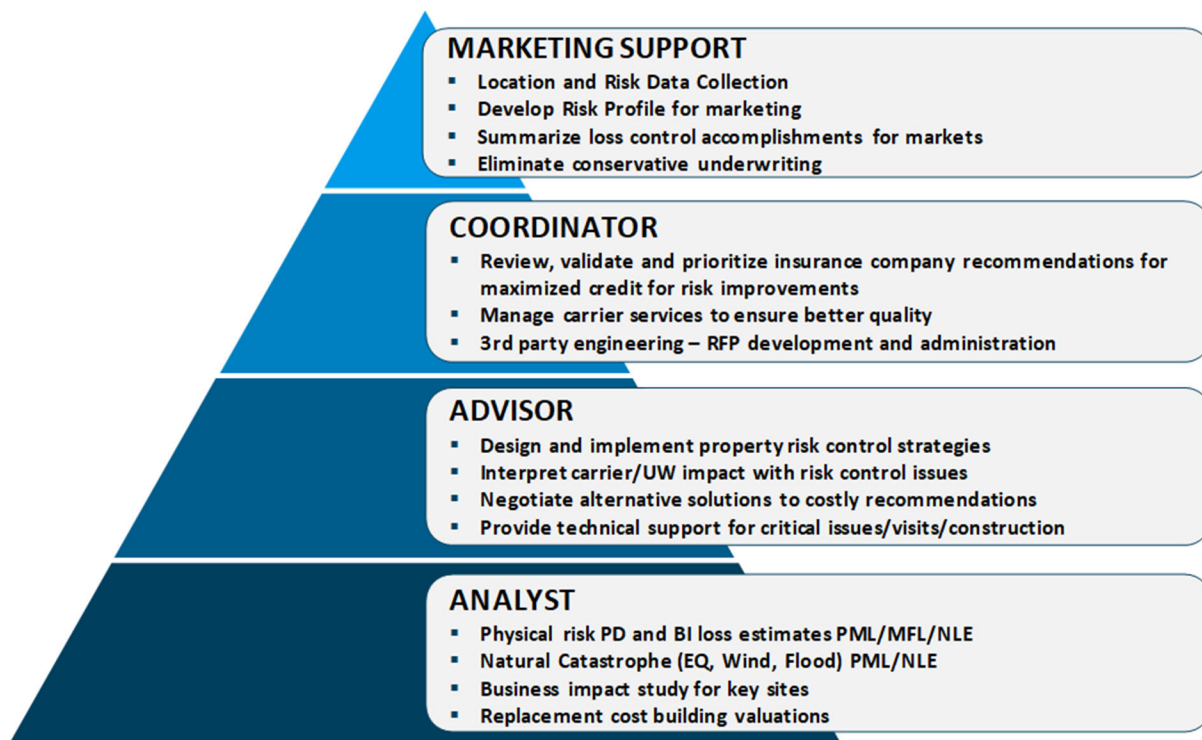 MARKETING SUPPORT
▪ Location and Risk Data Collection
▪ Develop Risk Profile for marketing
▪ Summarize loss control accomplishments for markets
▪ Eliminate conservative underwriting
COORDINATOR
▪ Review, validate and prioritize insurance company recommendations for
maximized credit for risk improvements
▪ Manage carrier services to ensure better quality
▪ 3rd party engineering – RFP development and administration
ADVISOR
▪ Design and implement property risk control strategies
▪ Interpret carrier/UW impact with risk control issues
▪ Negotiate alternative solutions to costly recommendations
▪ Provide technical support for critical issues/visits/construction
ANALYST
▪ Physical risk PD and BI loss estimates PML/MFL/NLE
▪ Natural Catastrophe (EQ, Wind, Flood) PML/NLE
▪ Business impact study for key sites
▪ Replacement cost building valuations